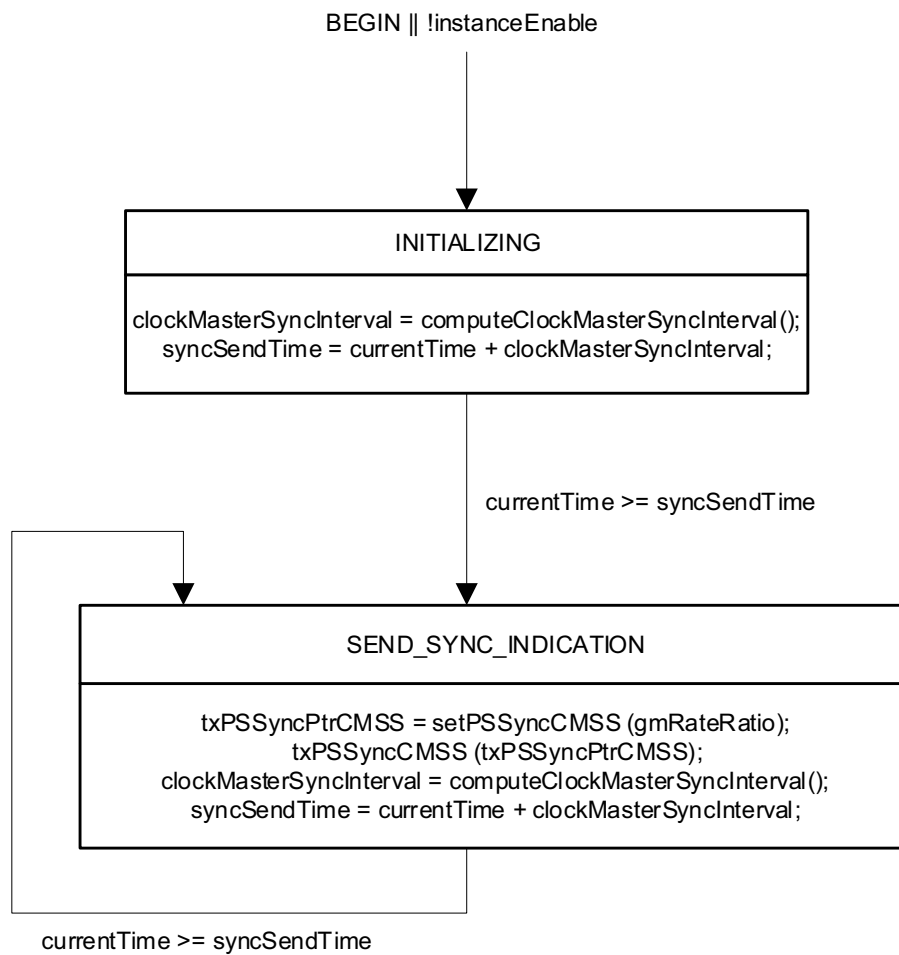 BEGIN || !instanceEnable
INITIALIZING
clockMasterSyncInterval = computeClockMasterSyncInterval();
syncSendTime = currentTime + clockMasterSyncInterval;
currentTime >= syncSendTime
SEND_SYNC_INDICATION
txPSSyncPtrCMSS = setPSSyncCMSS (gmRateRatio);
txPSSyncCMSS (txPSSyncPtrCMSS);
clockMasterSyncInterval = computeClockMasterSyncInterval();
syncSendTime = currentTime + clockMasterSyncInterval;
currentTime >= syncSendTime